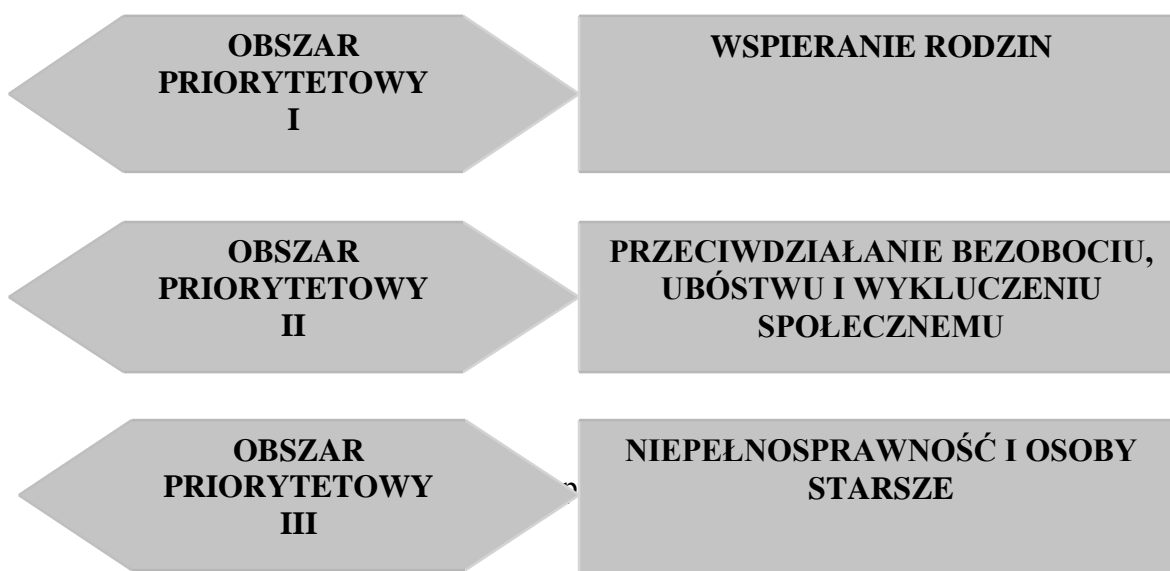 OBSZAR
PRIORYTETOWY
I
WSPIERANIE RODZIN
OBSZAR
PRIORYTETOWY
II
PRZECIWDZIAŁANIE BEZOBOCIU,
UBÓSTWU I WYKLUCZENIU
SPOŁECZNEMU
OBSZAR
PRIORYTETOWY
III
NIEPEŁNOSPRAWNOŚĆ I OSOBY
STARSZE